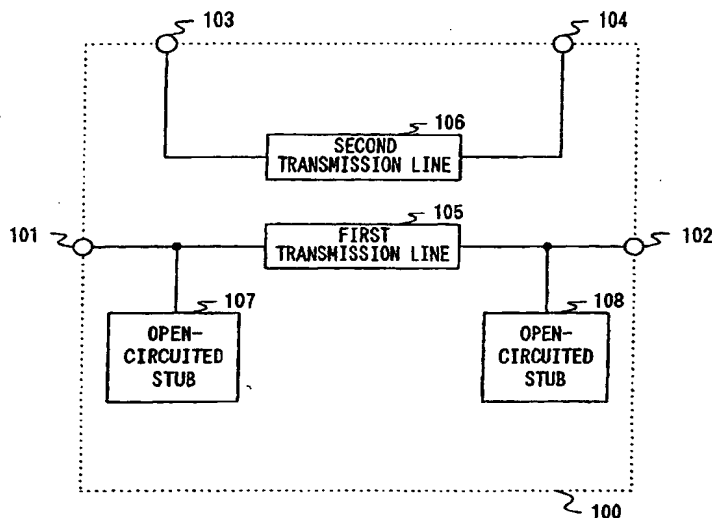 103
104
106
SECOND
TRANSMISSION LINE
105
101
FIRST
TRANSMISSION LINE
102
107
108
OPEN-
CIRCUITED
STUB
OPEN-
CIRCUITED
STUB
100